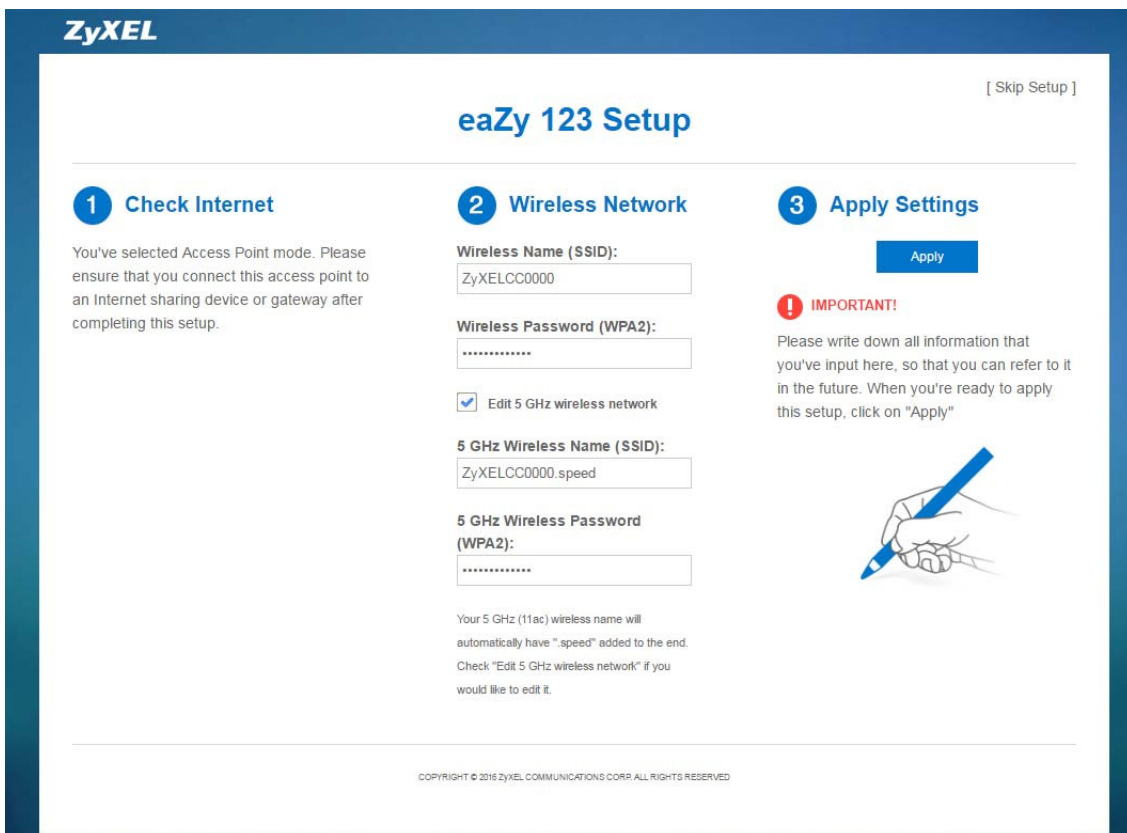 ZyXEL
[ Skip Setup ]
eaZy 123 Setup
1 Check Internet
You've selected Access Point mode. Please
ensure that you connect this access point to
an Internet sharing device or gateway after
completing this setup.
2 Wireless Network
Wireless Name (SSID):
ZyXELCC0000
Wireless Password (WPA2):
•••••••••••••
Edit 5 GHz wireless network
5 GHz Wireless Name (SSID):
ZyXELCC0000.speed
5 GHz Wireless Password
(WPA2):
•••••••••••••
Your 5 GHz (11ac) wireless name will
automatically have ".speed" added to the end.
Check "Edit 5 GHz wireless network" if you
would like to edit it.
3 Apply Settings
Apply
! IMPORTANT!
Please write down all information that
you've input here, so that you can refer to it
in the future. When you're ready to apply
this setup, click on "Apply"
COPYRIGHT © 2016 ZyXEL COMMUNICATIONS CORP. ALL RIGHTS RESERVED